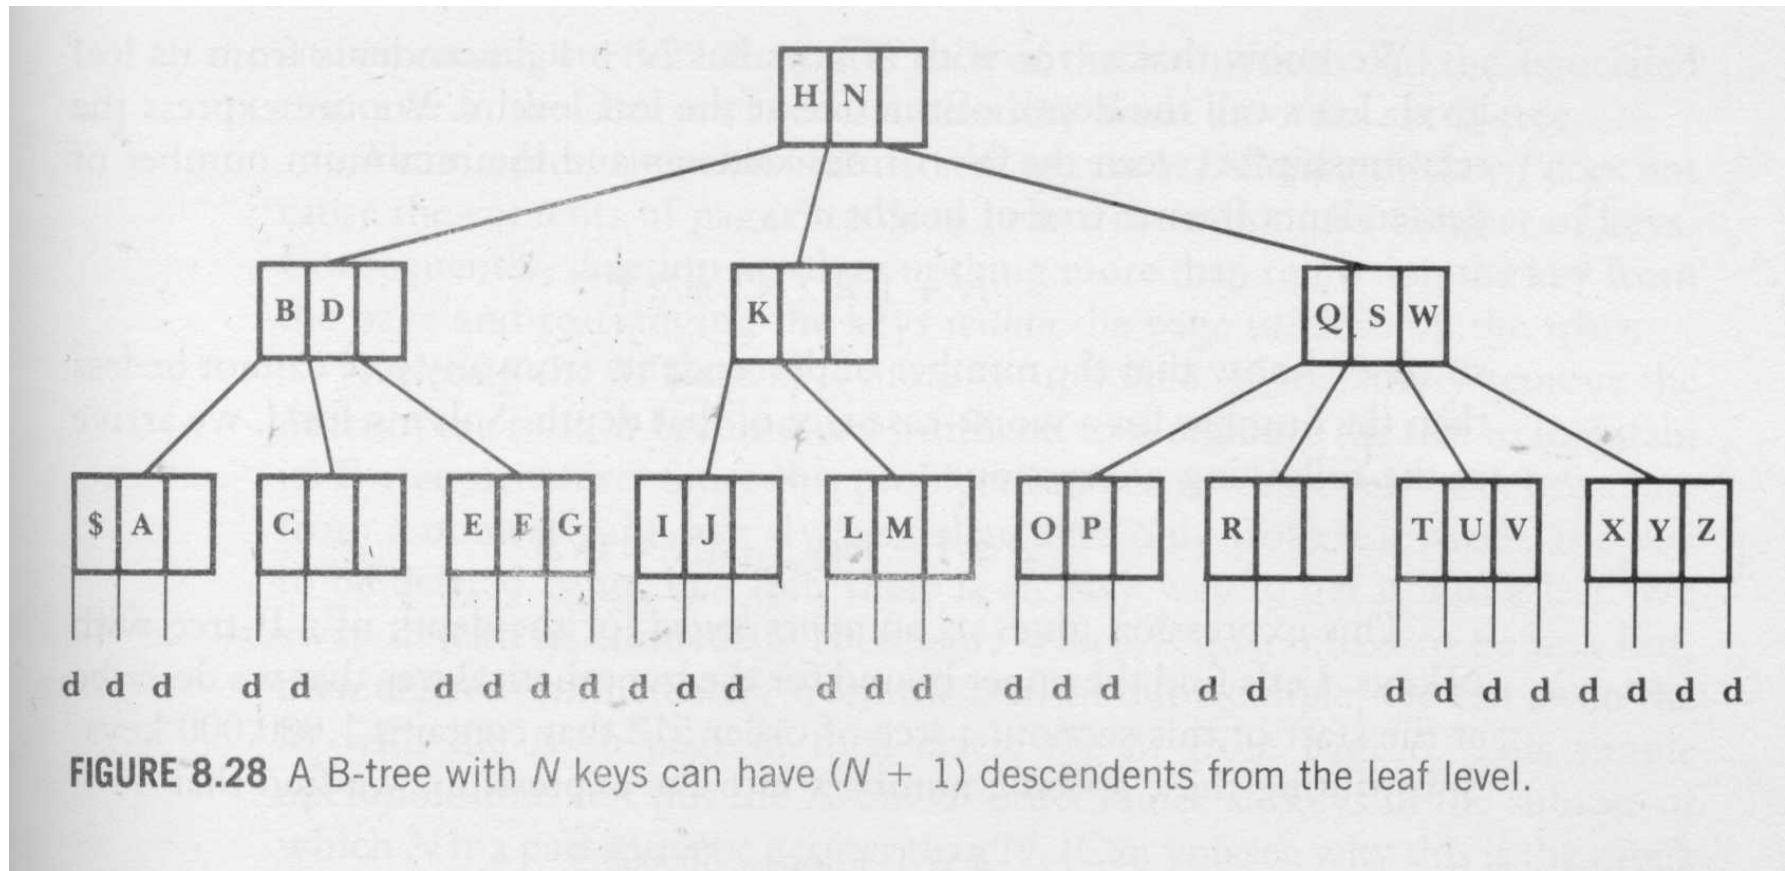 H N
B D
K
Q S W
$ A
C
E F G
I J
L M
O P
R
T U V
X Y Z
d d d d d d d d d d d d d d d d d d d d d d d d d d d d
FIGURE 8.28 A B-tree with N keys can have (N + 1) descendents from the leaf level.